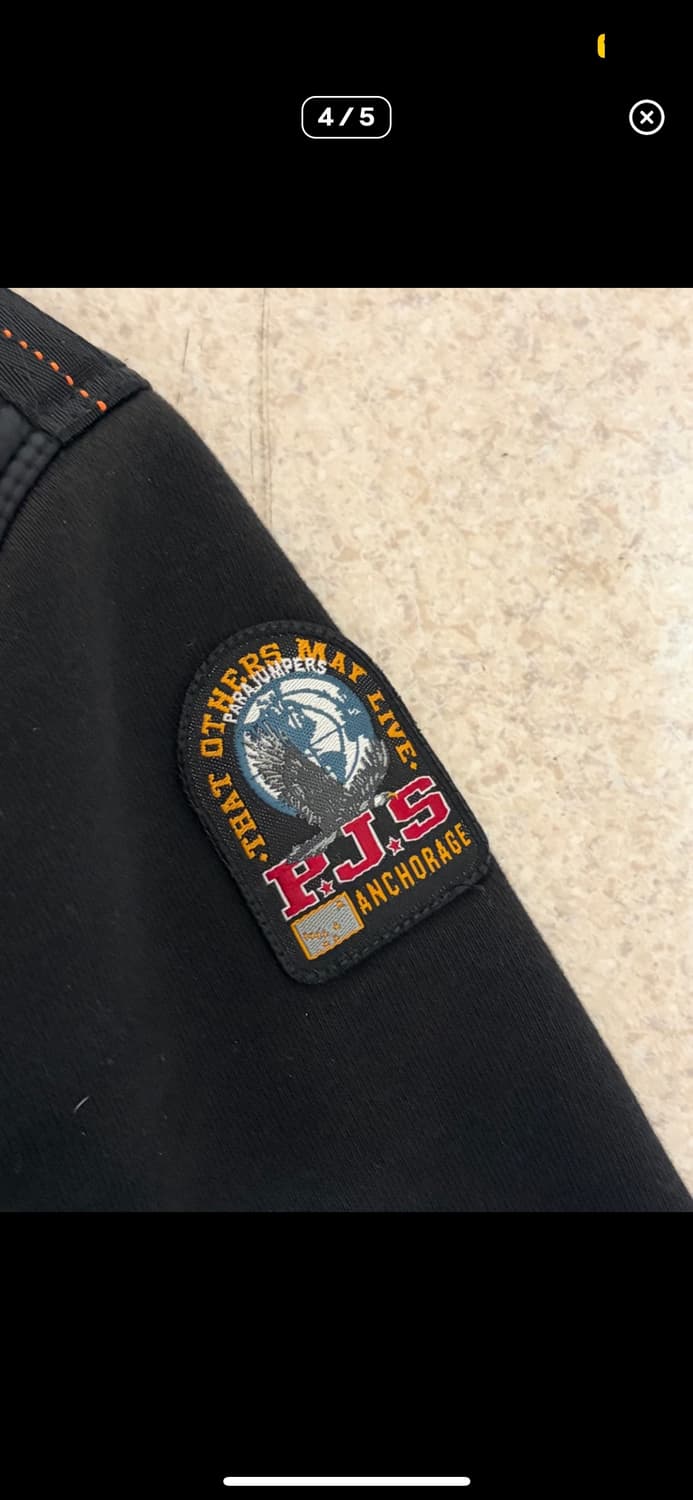 4/5
THAT OTHERS MAY LIVE
PARAJUMPERS
P.J.S
ANCHORAGE